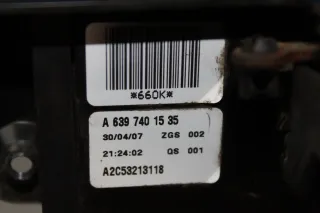 *660K*
A 639 740 15 35
30/04/07 ZGS 002
21:24:02 QS 001
A2C53213118